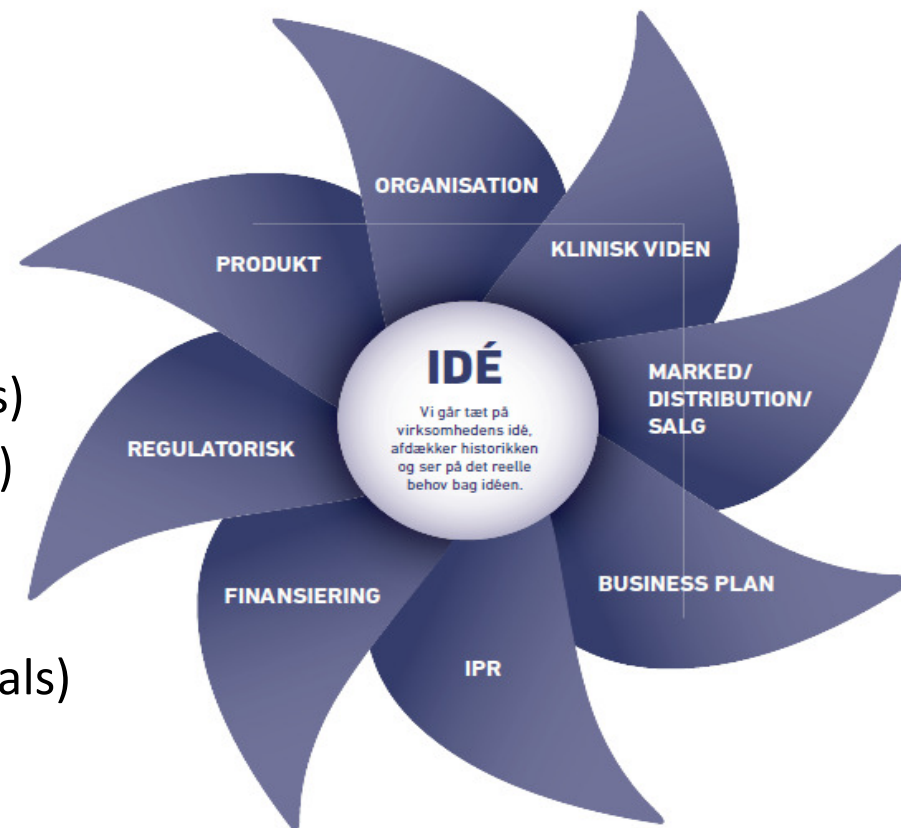 ORGANISATION
KLINISK VIDEN
PRODUKT
IDÉ
Vi går tæt på
virksomhedens idé,
afdækker historikken
og ser på det reelle
behov bag idéen.
MARKED/
DISTRIBUTION/
SALG
s)
REGULATORISK
)
FINANSIERING
BUSINESS PLAN
IPR
als)